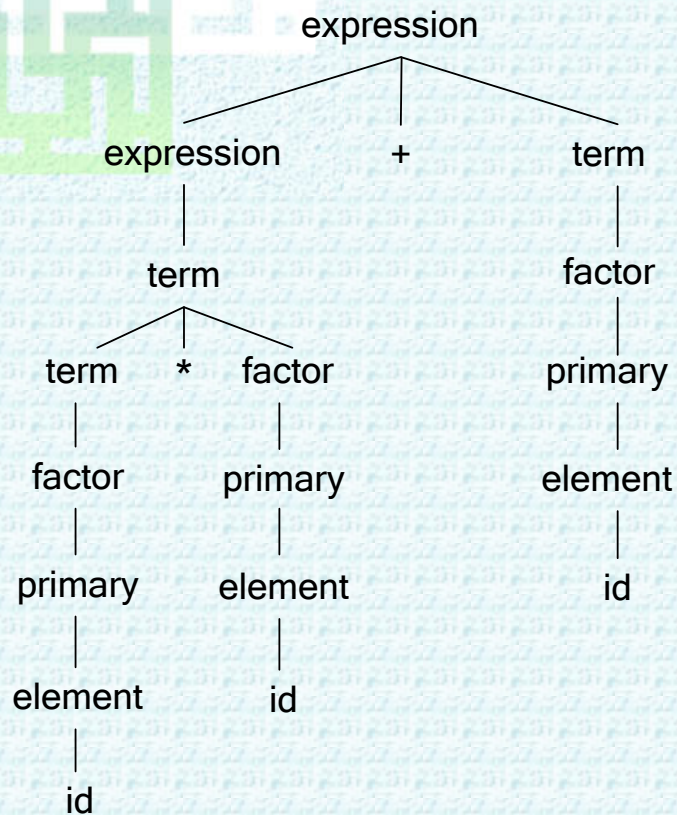 expression
expression + term
term factor
term * factor primary
factor primary element
primary element id
element id
id